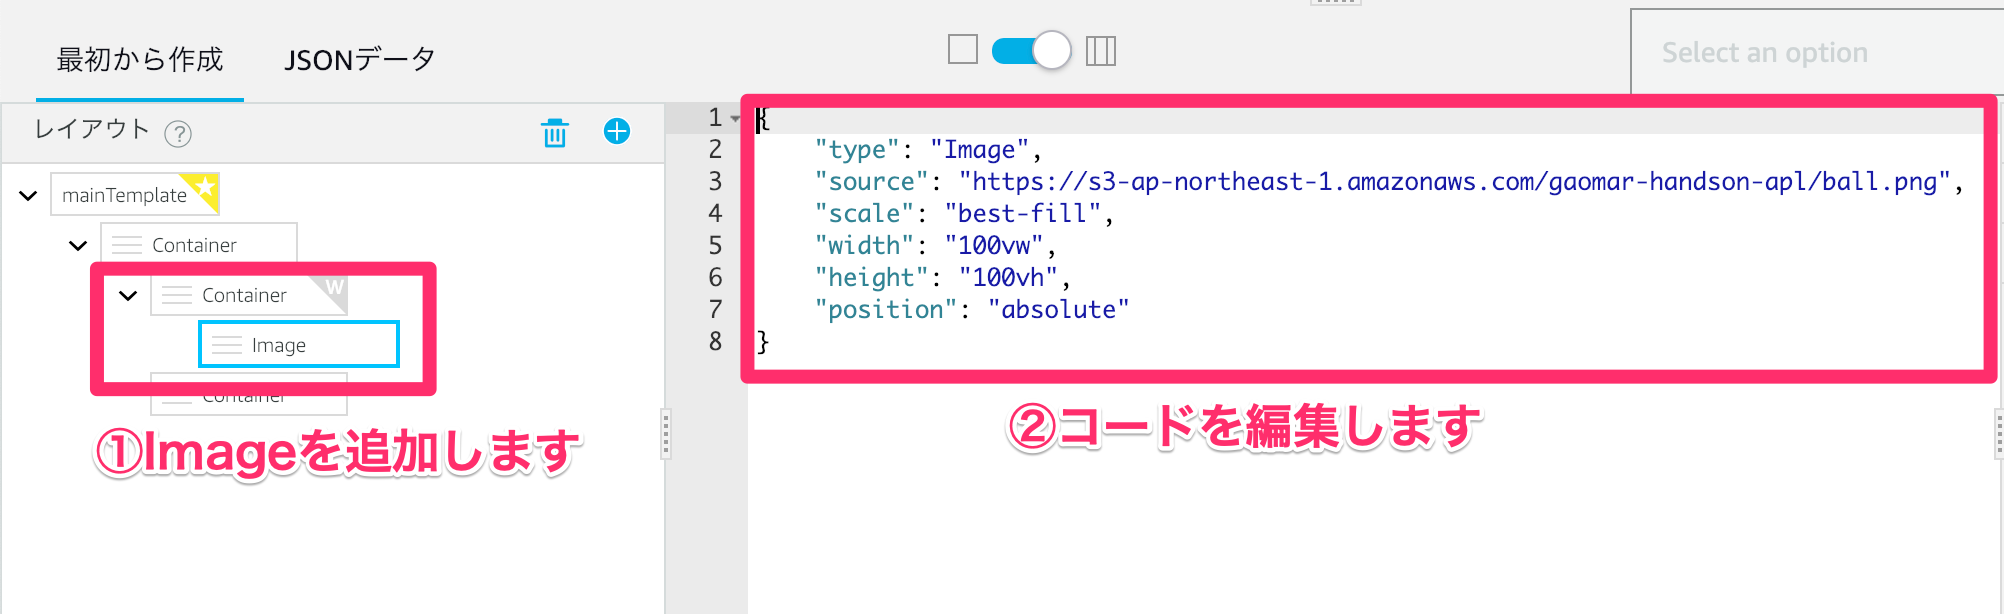 最初から作成
JSONデータ
Select an option
レイアウト ?
mainTemplate
Container
Container W
Image
Container
①Imageを追加します
1 {
2 "type": "Image",
3 "source": "https://s3-ap-northeast-1.amazonaws.com/gaomar-handson-apl/ball.png",
4 "scale": "best-fill",
5 "width": "100vw",
6 "height": "100vh",
7 "position": "absolute"
8 }
②コードを編集します